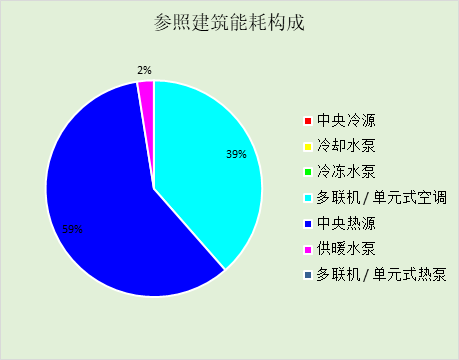 参照建筑能耗构成
2%
39%
59%
中央冷源
冷却水泵
冷冻水泵
多联机/单元式空调
中央热源
供暖水泵
多联机/单元式热泵